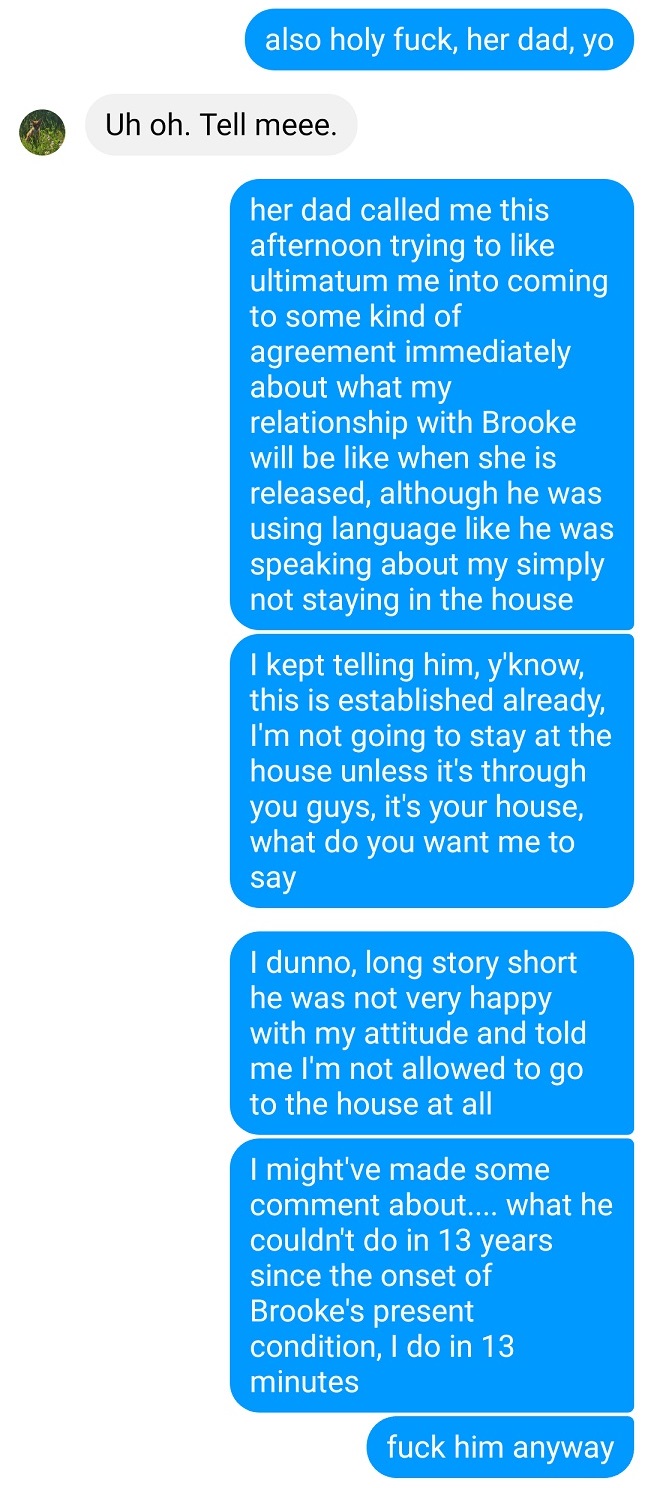 also holy fuck, her dad, yo
Uh oh. Tell meee.
her dad called me this
afternoon trying to like
ultimatum me into coming
to some kind of
agreement immediately
about what my
relationship with Brooke
will be like when she is
released, although he was
using language like he was
speaking about my simply
not staying in the house
I kept telling him, y'know,
this is established already,
I'm not going to stay at the
house unless it's through
you guys, it's your house,
what do you want me to
say
I dunno, long story short
he was not very happy
with my attitude and told
me I'm not allowed to go
to the house at all
I might've made some
comment about.... what he
couldn't do in 13 years
since the onset of
Brooke's present
condition, I do in 13
minutes
fuck him anyway